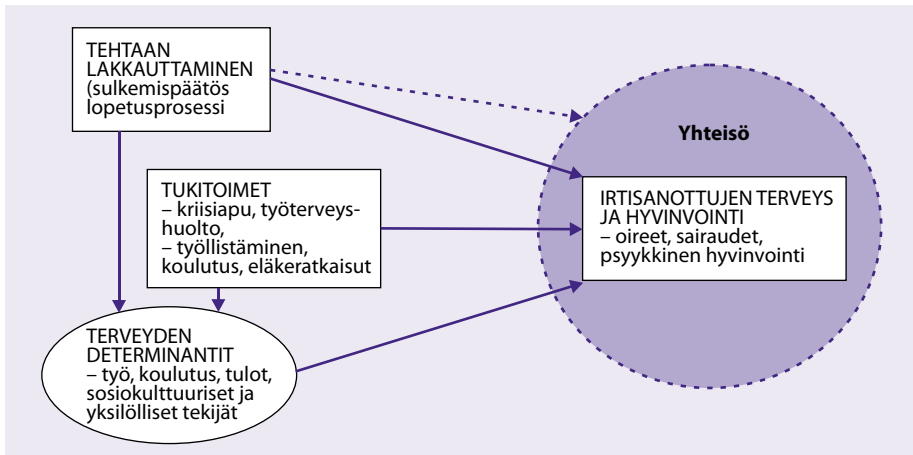 TEHTAAN
LAKKAUTTAMINEN
(sulkemispäätös
lopetusprosessi
Yhteisö
TUKITOIMET
– kriisiapu, työterveys-
huolto,
– työllistäminen,
koulutus, eläkeratkaisut
IRTISANOTTUJEN TERVEYS
JA HYVINVOINTI
– oireet, sairaudet,
psyykkinen hyvinvointi
TERVEYDEN
DETERMINANTIT
– työ, koulutus, tulot,
sosiokulttuuriset ja
yksilölliset tekijät